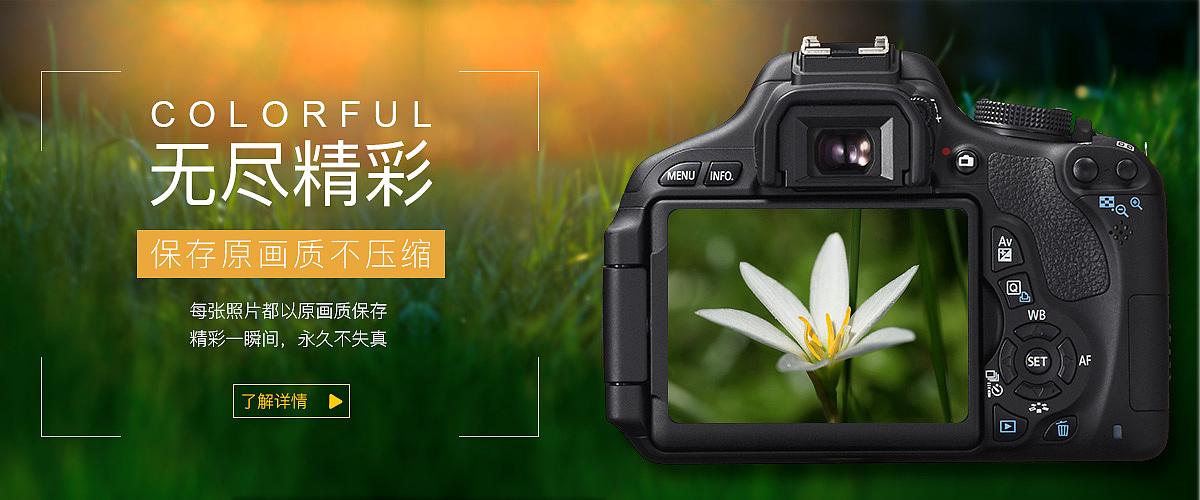 COLORFUL
无尽精彩
保存原画质不压缩
每张照片都以原画质保存
精彩一瞬间，永久不失真
了解详情
MENU
INFO.
Av
Q
WB
SET
AF